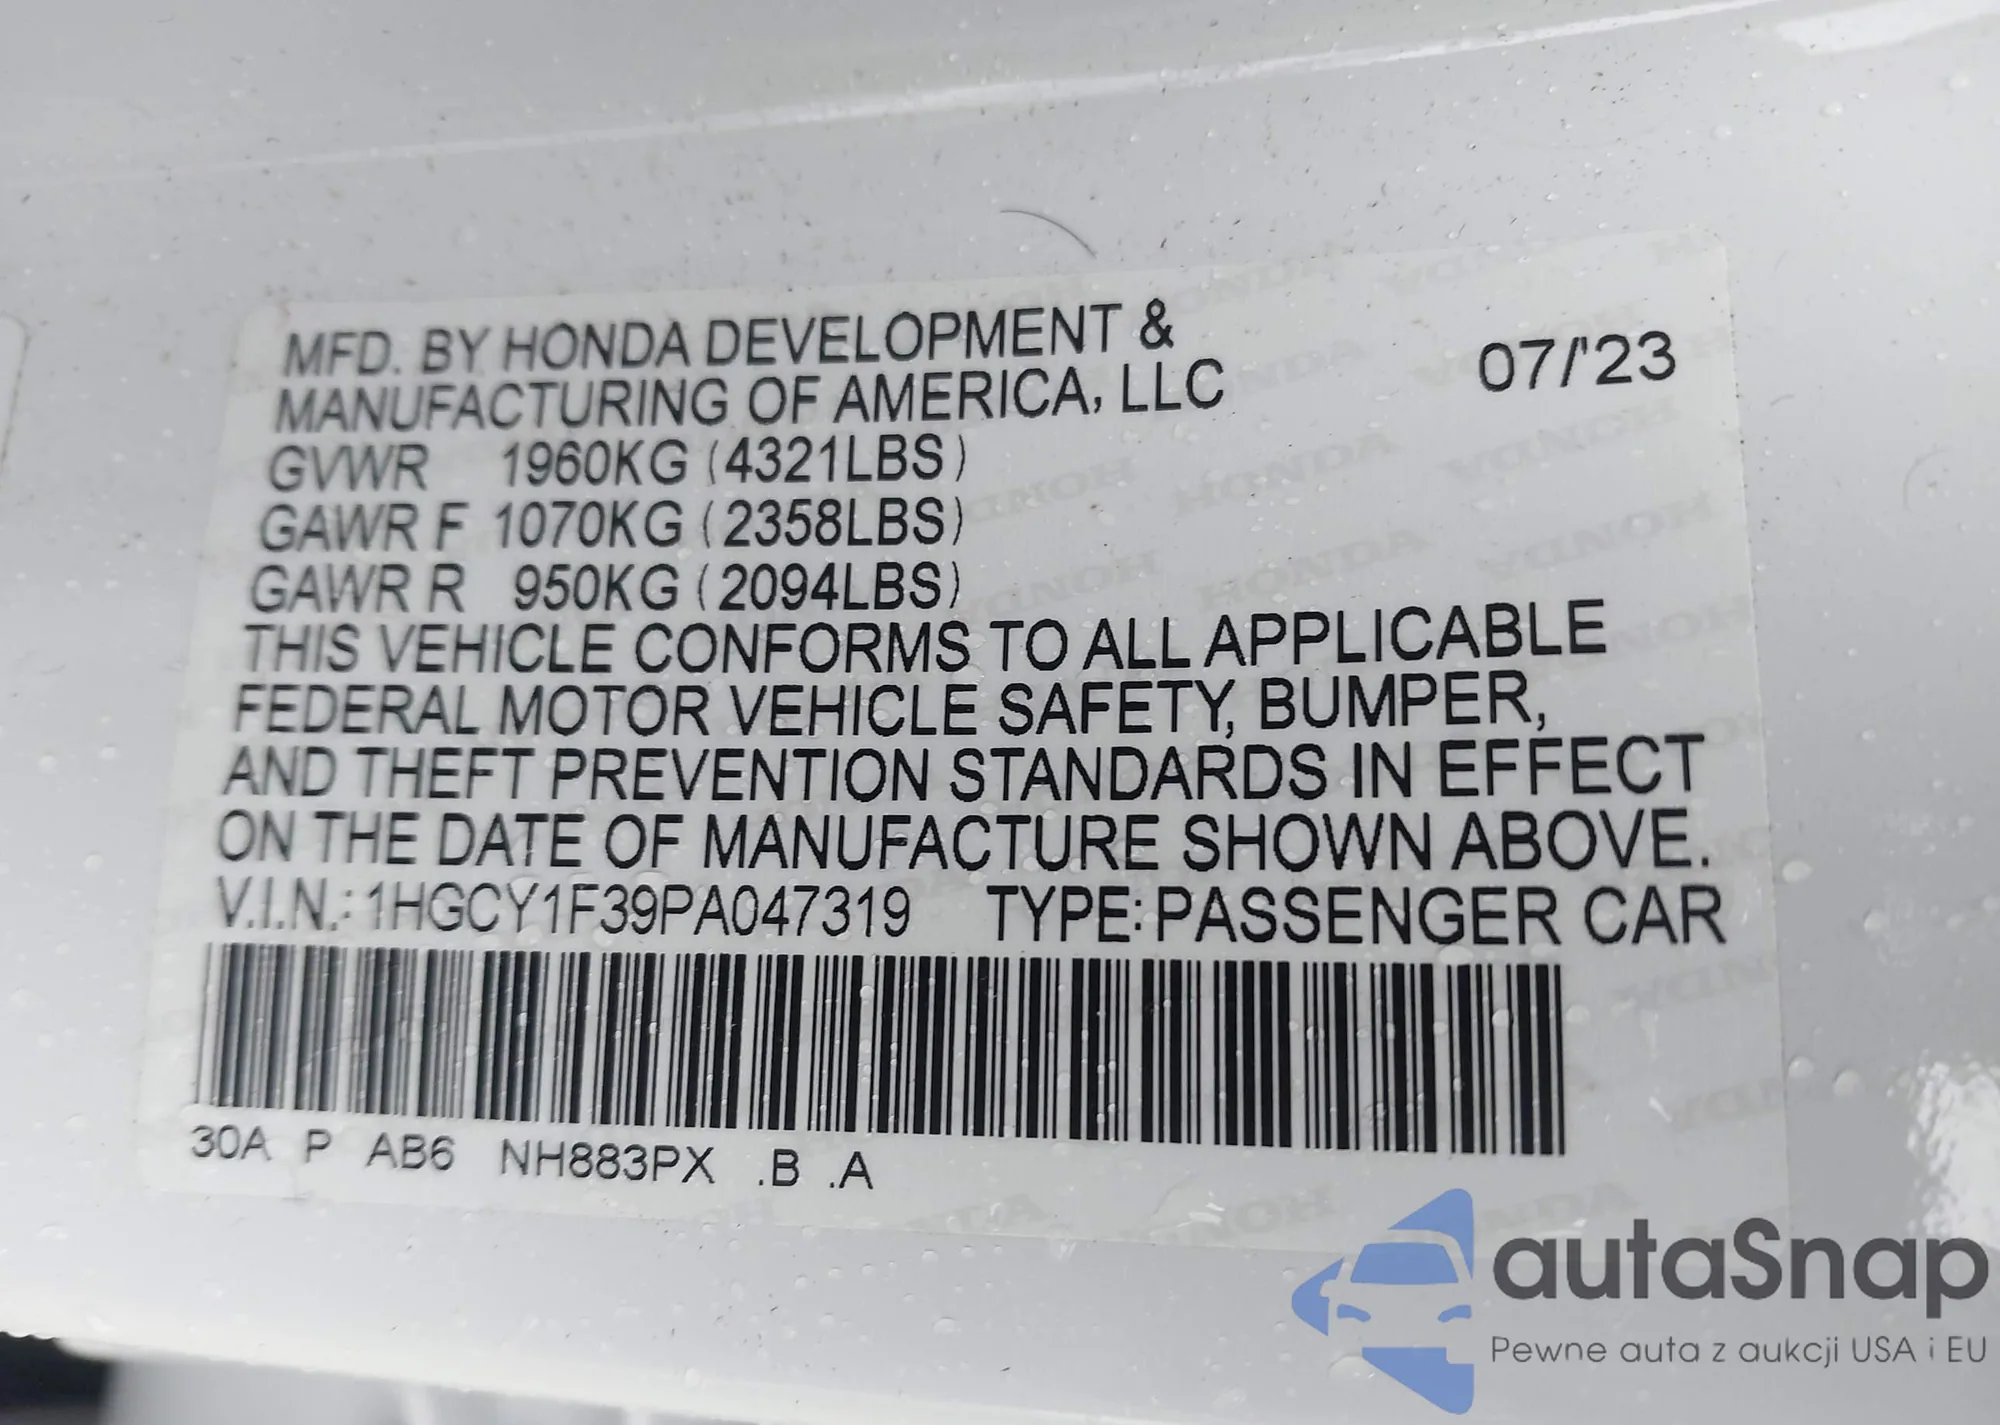 MFD. BY HONDA DEVELOPMENT &
MANUFACTURING OF AMERICA, LLC
07/'23
GVWR 1960KG (4321LBS)
GAWR F 1070KG (2358LBS)
GAWR R 950KG (2094LBS)
THIS VEHICLE CONFORMS TO ALL APPLICABLE
FEDERAL MOTOR VEHICLE SAFETY, BUMPER,
AND THEFT PREVENTION STANDARDS IN EFFECT
ON THE DATE OF MANUFACTURE SHOWN ABOVE.
V.I.N.: 1HGCY1F39PA047319 TYPE: PASSENGER CAR
30A P AB6 NH883PX .B .A
autaSnap
Pewne auta z aukcji USA i EU